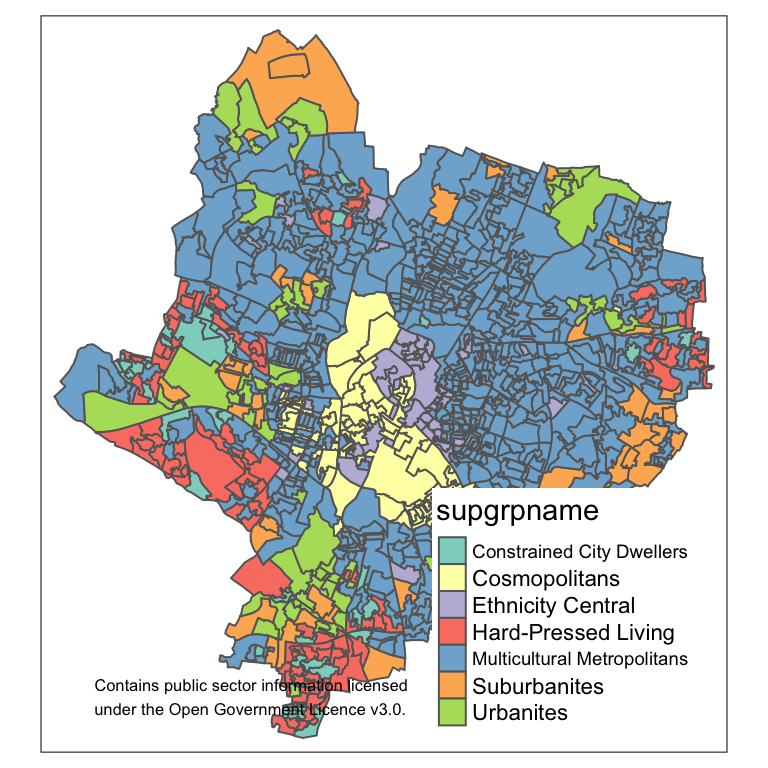 supgrpname
Constrained City Dwellers
Cosmopolitans
Ethnicity Central
Hard-Pressed Living
Multicultural Metropolitans
Suburbanites
Urbanites
Contains public sector information licensed
under the Open Government Licence v3.0.